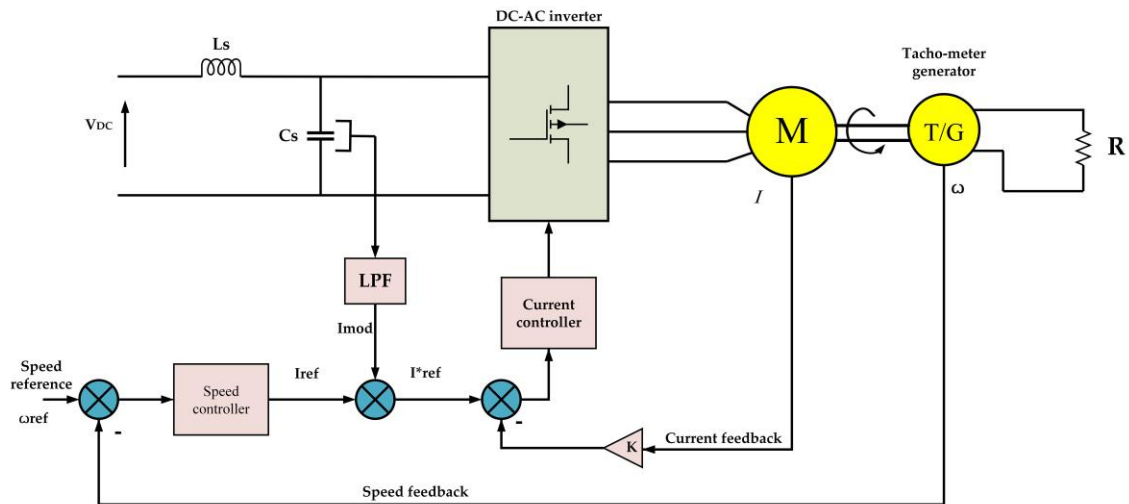 DC-AC inverter
Ls
Tacho-meter
generator
VDC
Cs
M
T/G
R
I
ω
LPF
Current
controller
Imod
Speed
reference
ωref
Speed
controller
Iref
I*ref
-
-
K
Current feedback
Speed feedback